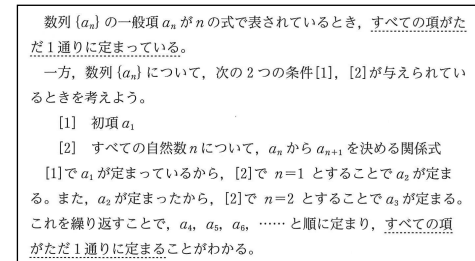 数列 {aₙ} の一般項 aₙ が n の式で表されているとき，すべての項がた
だ1通りに定まっている。
一方，数列 {aₙ} について，次の2つの条件[1]，[2]が与えられてい
るときを考えよう。
[1] 初項 a₁
[2] すべての自然数 n について，aₙ から aₙ₊₁ を決める関係式
[1]で a₁ が定まっているから，[2]で n=1 とすることで a₂ が定ま
る。また，a₂ が定まったから，[2]で n=2 とすることで a₃ が定まる。
これを繰り返すことで，a₄，a₅，a₆，…… と順に定まり，すべての項
がただ1通りに定まることがわかる。